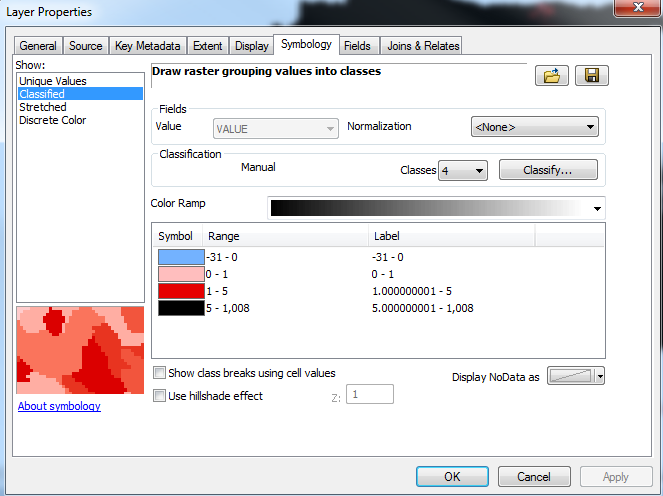 Layer Properties
General Source Key Metadata Extent Display Symbology Fields Joins & Relates
Show:
Unique Values
Classified
Stretched
Discrete Color
About symbology
Draw raster grouping values into classes
Fields
Value VALUE Normalization <None>
Classification
Manual Classes 4 Classify...
Color Ramp
Symbol Range Label
-31 - 0 -31 - 0
0 - 1 0 - 1
1 - 5 1.000000001 - 5
5 - 1,008 5.000000001 - 1,008
Show class breaks using cell values
Display NoData as
Use hillshade effect Z: 1
OK Cancel Apply